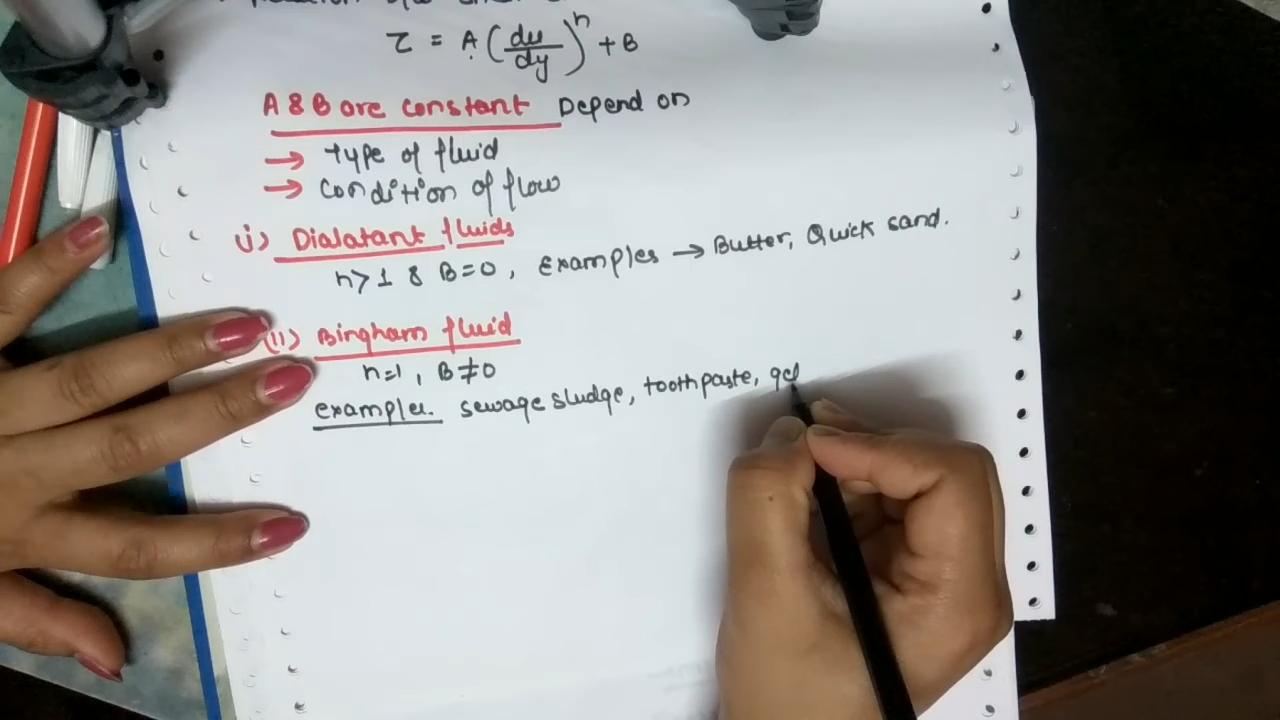 τ = A (du/dy)^n + B
A & B are constant Depend on
→ type of fluid
→ condition of flow
(i) Dialatant fluids
n > 1 & B = 0, Examples → Butter, Quick sand.
(ii) Bingham fluid
n=1, B≠0
examples. sewage sludge, toothpaste, gel